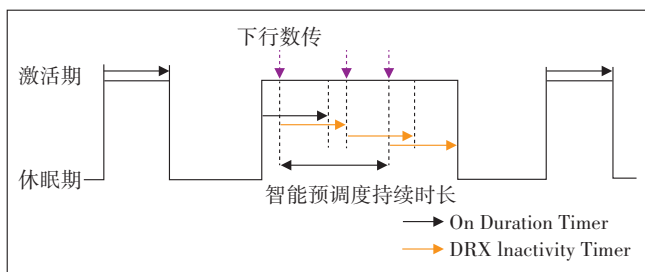 下行数传
激活期
休眠期
智能预调度持续时长
On Duration Timer
DRX Inactivity Timer